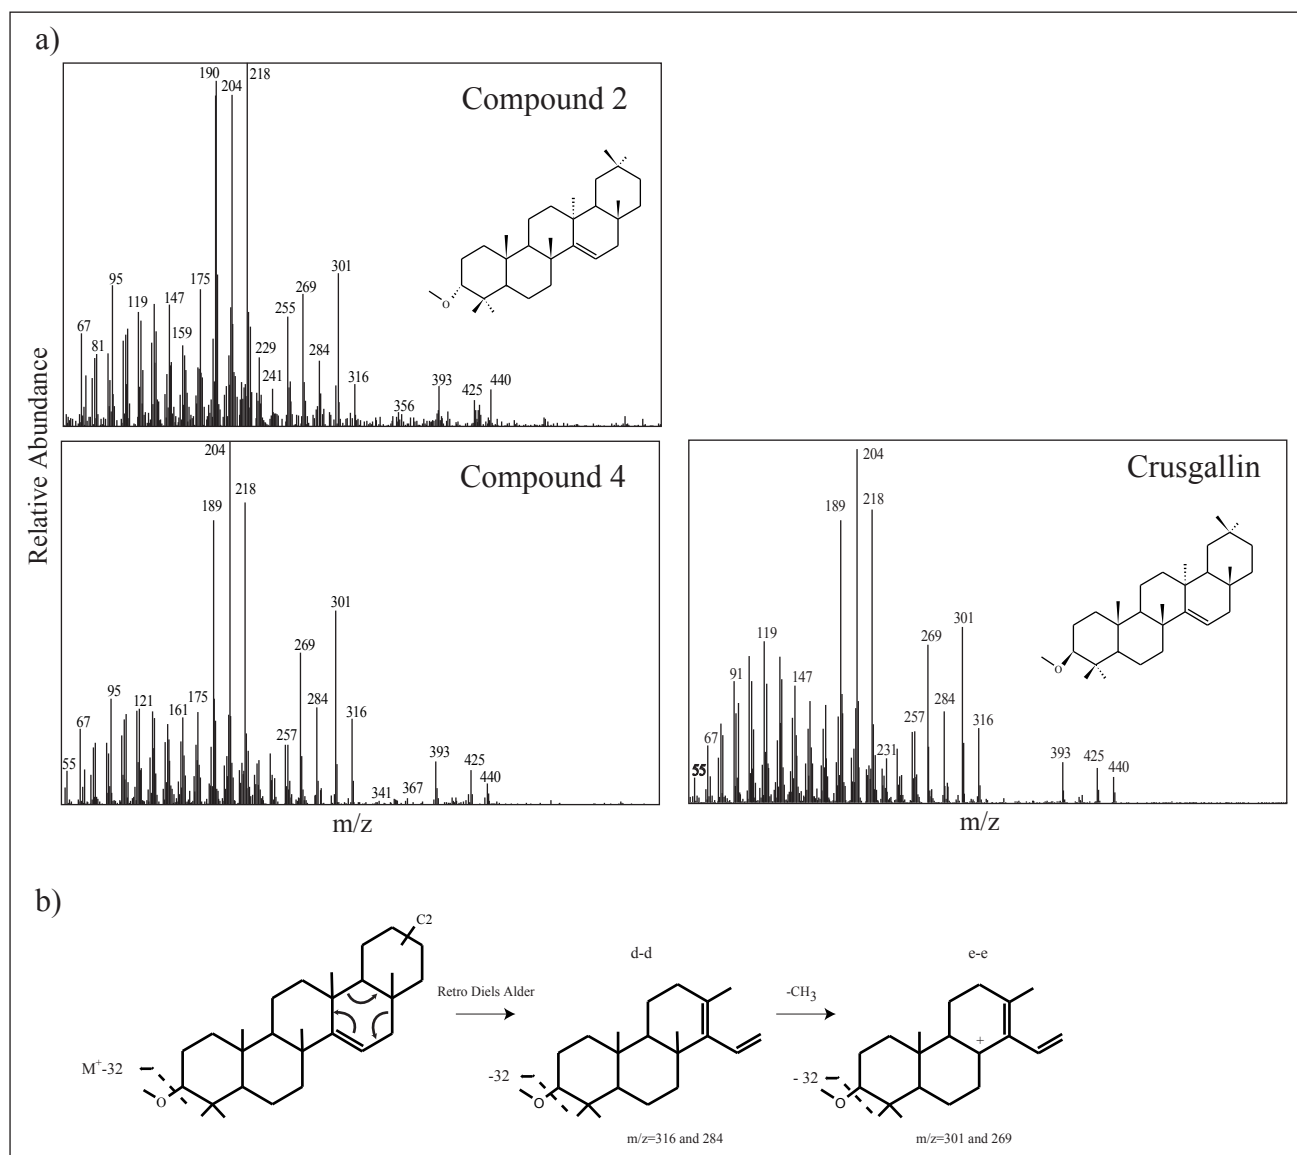 a)
Compound 2
190
204
218
95
119
147
175
67
81
159
229
241
255
269
284
301
316
356
393
425
440
O
Relative Abundance
Compound 4
204
218
189
95
121
161
175
67
55
257
269
284
301
316
341
367
393
425
440
m/z
Crusgallin
204
218
189
119
91
147
67
55
231
257
269
284
301
316
393
425
440
O
m/z
b)
C2
M+-32
O
Retro Diels Alder
d-d
-32
O
m/z=316 and 284
-CH3
e-e
+
- 32
O
m/z=301 and 269